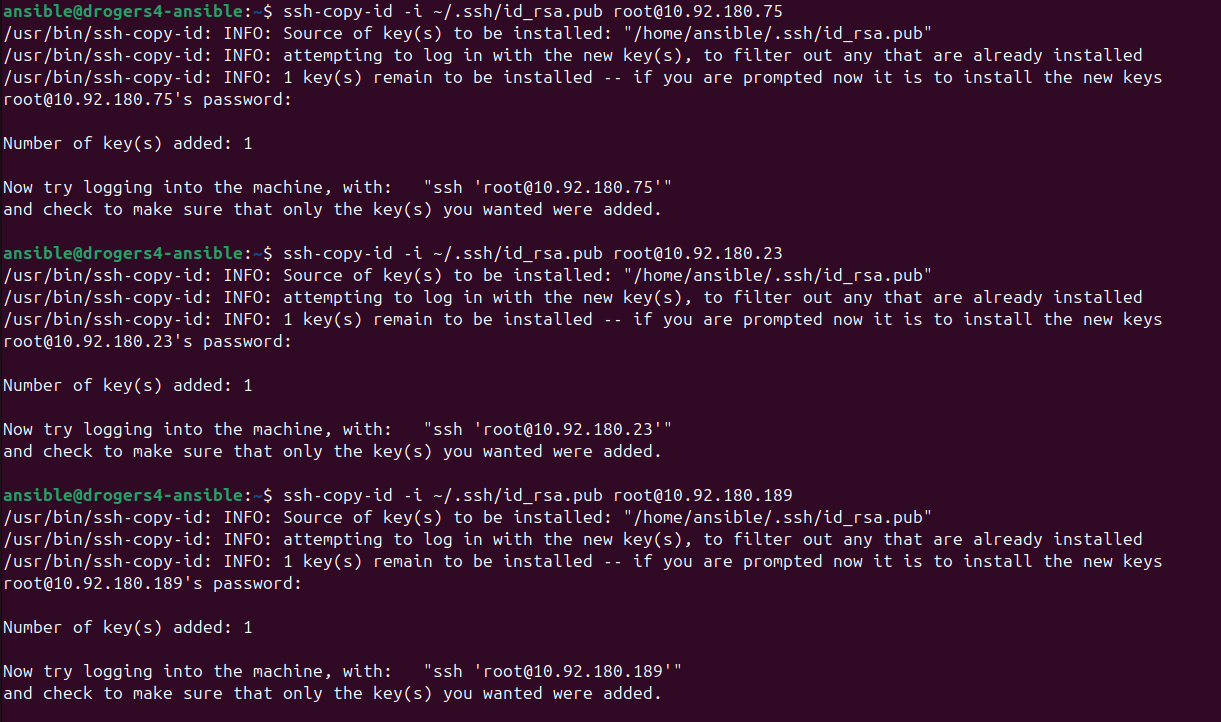 ansible@drogers4-ansible:~$ ssh-copy-id -i ~/.ssh/id_rsa.pub root@10.92.180.75
/usr/bin/ssh-copy-id: INFO: Source of key(s) to be installed: "/home/ansible/.ssh/id_rsa.pub"
/usr/bin/ssh-copy-id: INFO: attempting to log in with the new key(s), to filter out any that are already installed
/usr/bin/ssh-copy-id: INFO: 1 key(s) remain to be installed -- if you are prompted now it is to install the new keys
root@10.92.180.75's password:
Number of key(s) added: 1
Now try logging into the machine, with:   "ssh 'root@10.92.180.75'"
and check to make sure that only the key(s) you wanted were added.
ansible@drogers4-ansible:~$ ssh-copy-id -i ~/.ssh/id_rsa.pub root@10.92.180.23
/usr/bin/ssh-copy-id: INFO: Source of key(s) to be installed: "/home/ansible/.ssh/id_rsa.pub"
/usr/bin/ssh-copy-id: INFO: attempting to log in with the new key(s), to filter out any that are already installed
/usr/bin/ssh-copy-id: INFO: 1 key(s) remain to be installed -- if you are prompted now it is to install the new keys
root@10.92.180.23's password:
Number of key(s) added: 1
Now try logging into the machine, with:   "ssh 'root@10.92.180.23'"
and check to make sure that only the key(s) you wanted were added.
ansible@drogers4-ansible:~$ ssh-copy-id -i ~/.ssh/id_rsa.pub root@10.92.180.189
/usr/bin/ssh-copy-id: INFO: Source of key(s) to be installed: "/home/ansible/.ssh/id_rsa.pub"
/usr/bin/ssh-copy-id: INFO: attempting to log in with the new key(s), to filter out any that are already installed
/usr/bin/ssh-copy-id: INFO: 1 key(s) remain to be installed -- if you are prompted now it is to install the new keys
root@10.92.180.189's password:
Number of key(s) added: 1
Now try logging into the machine, with:   "ssh 'root@10.92.180.189'"
and check to make sure that only the key(s) you wanted were added.